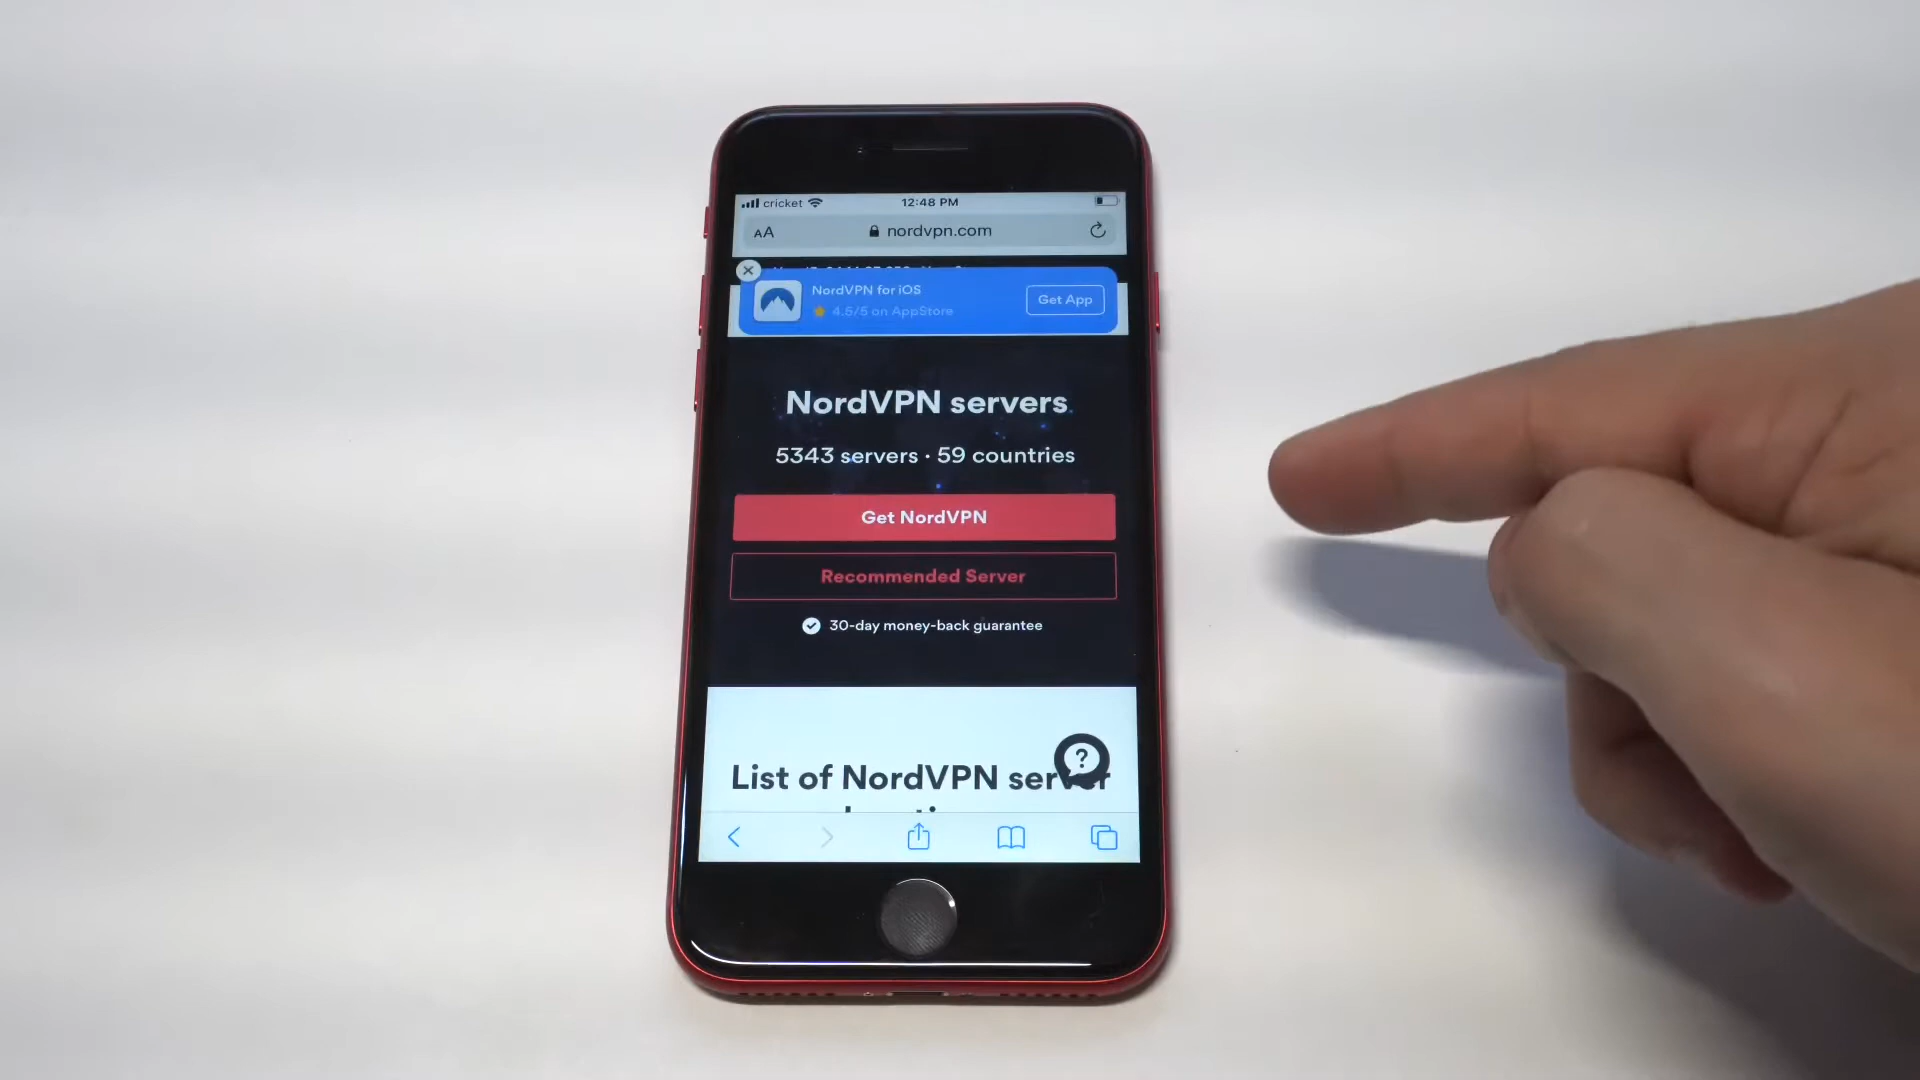 cricket 12:48 PM
AA nordvpn.com
NordVPN for iOS
4.5/5 on AppStore
Get App
NordVPN servers
5343 servers · 59 countries
Get NordVPN
Recommended Server
30-day money-back guarantee
List of NordVPN server